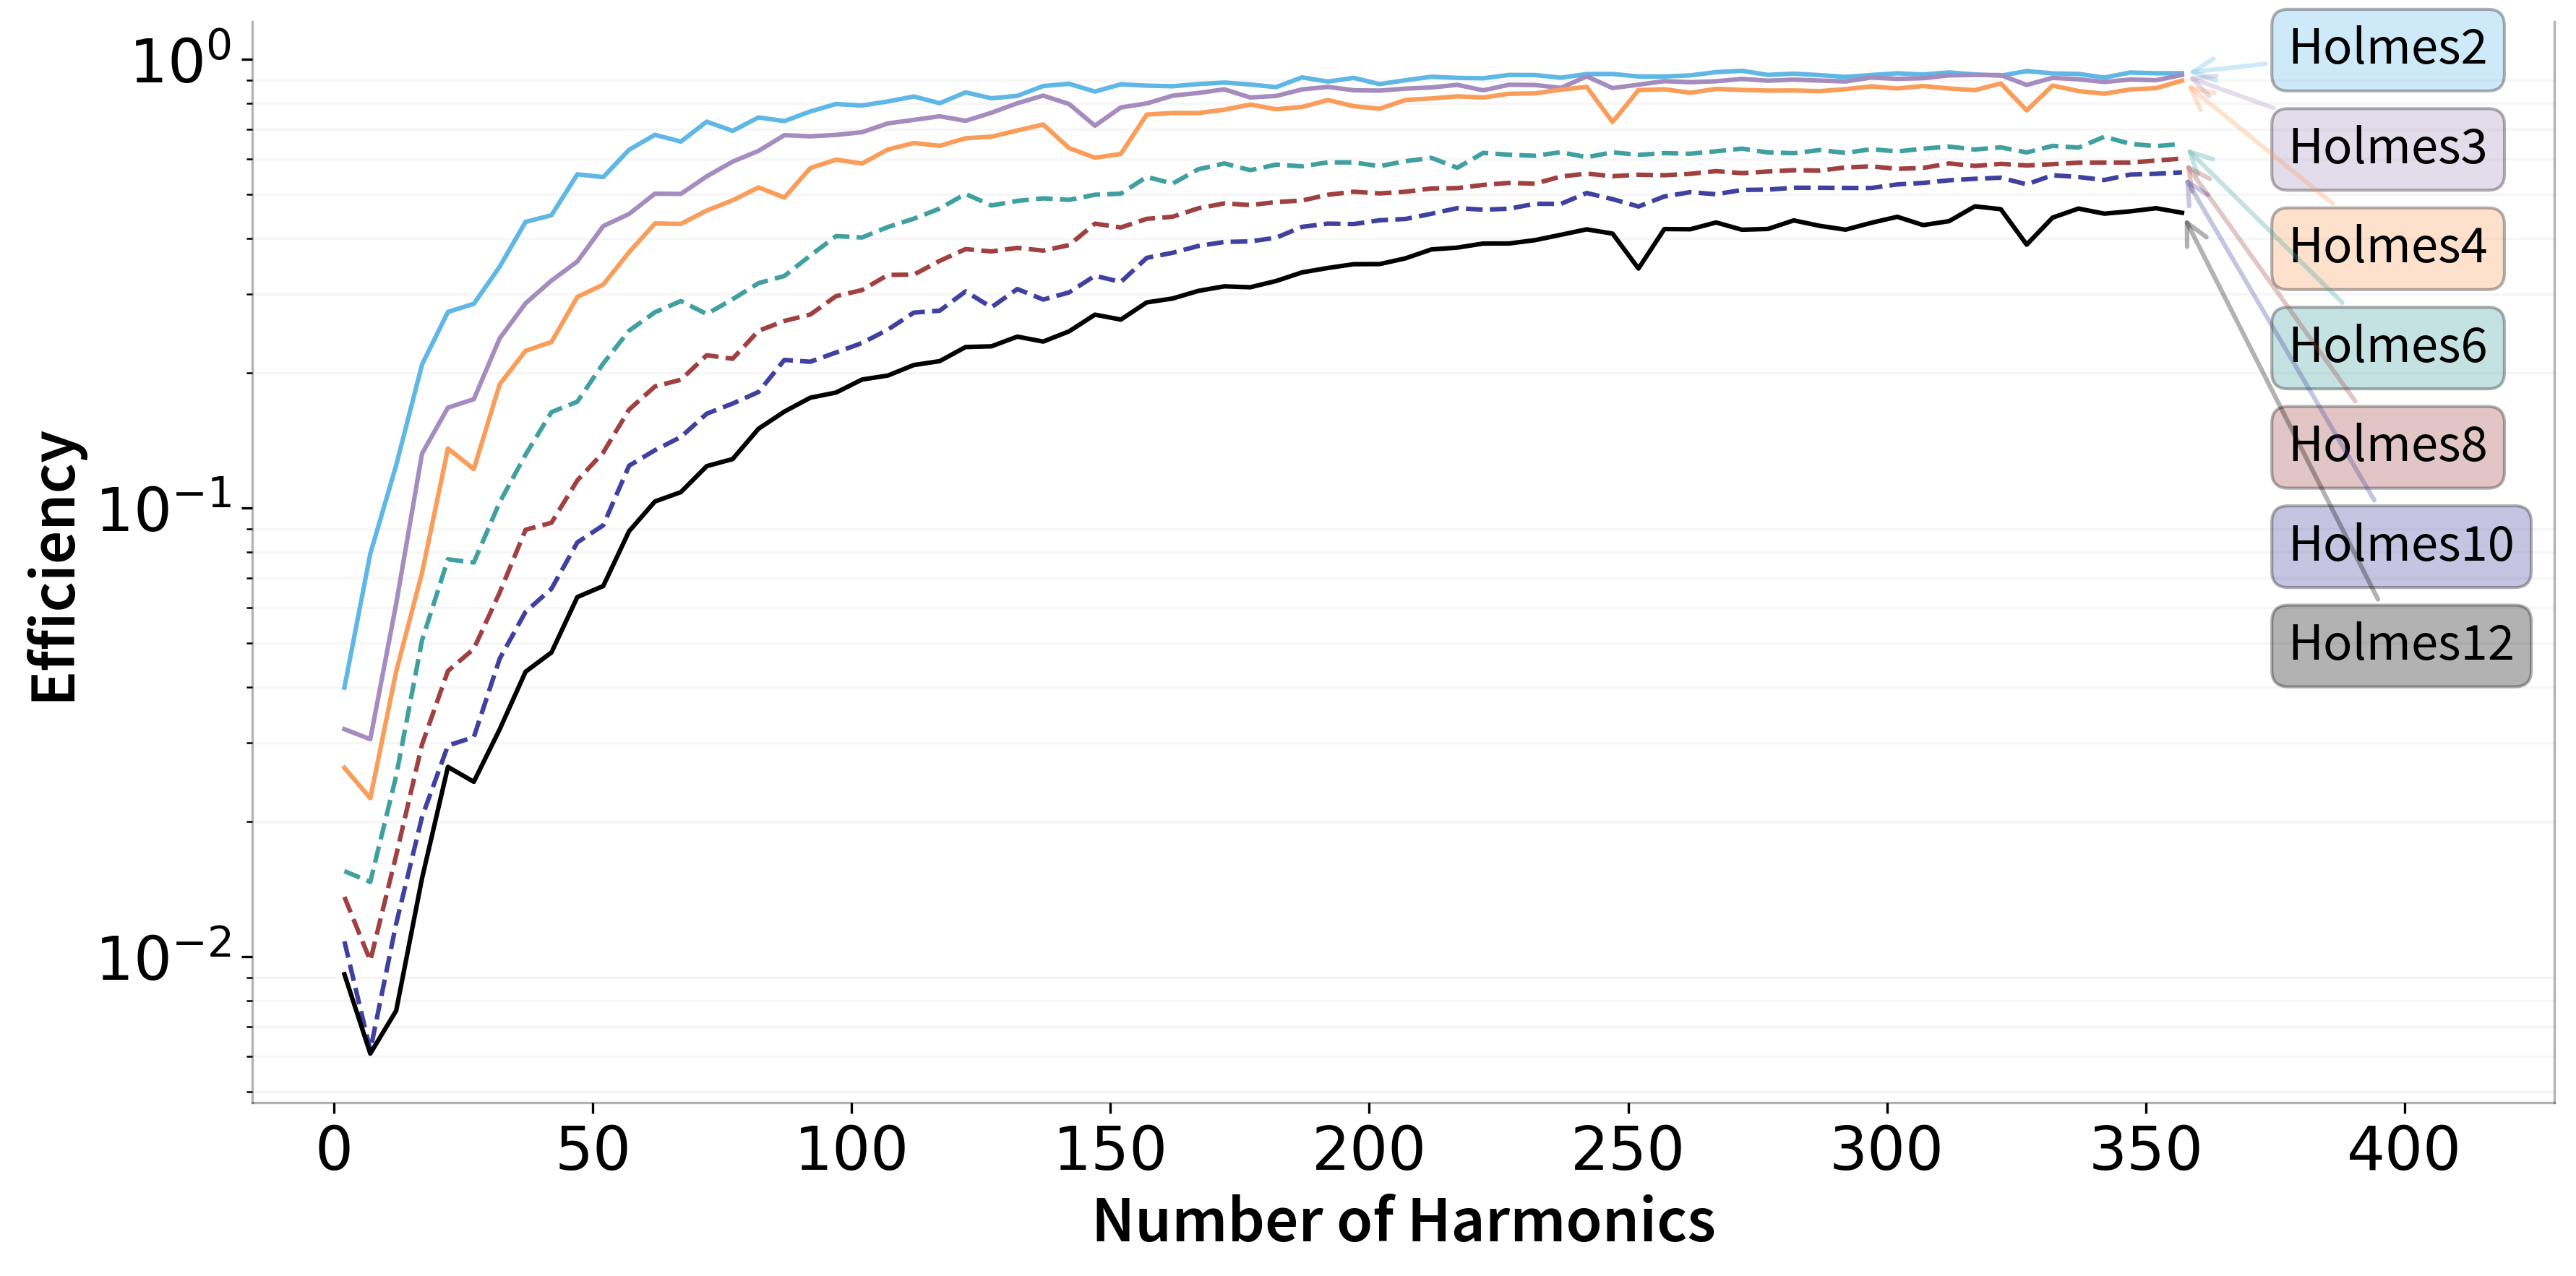 10⁰
10⁻¹
10⁻²
Efficiency
0 50 100 150 200 250 300 350 400
Number of Harmonics
Holmes2
Holmes3
Holmes4
Holmes6
Holmes8
Holmes10
Holmes12